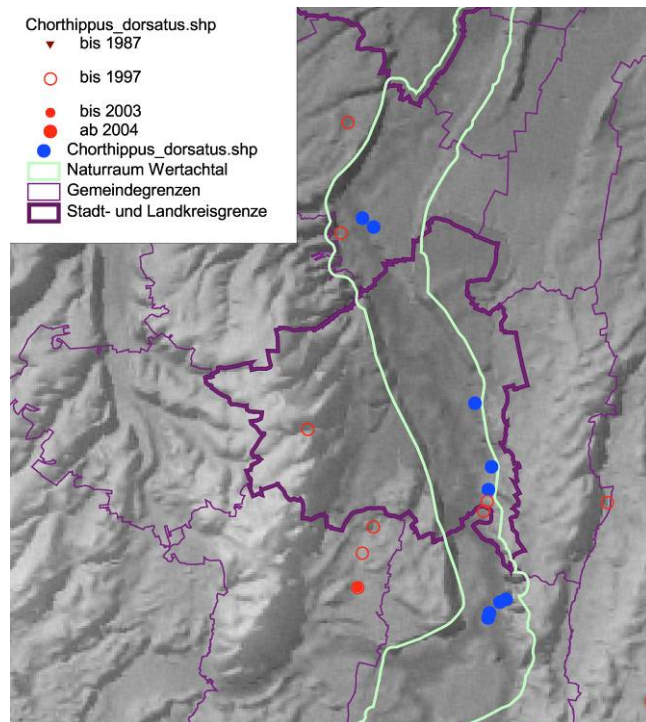 Chorthippus_dorsatus.shp
bis 1987
bis 1997
bis 2003
ab 2004
Chorthippus_dorsatus.shp
Naturraum Wertachtal
Gemeindegrenzen
Stadt- und Landkreisgrenze